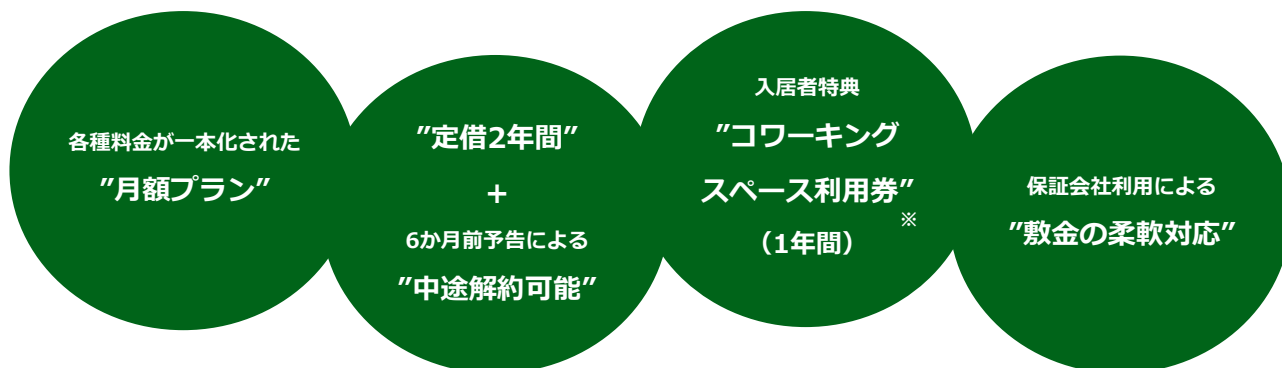 各種料金が一本化された
”月額プラン”
”定借2年間”
+
6か月前予告による
”中途解約可能”
入居者特典
”コワーキング
スペース利用券”
※
（1年間）
保証会社利用による
”敷金の柔軟対応”